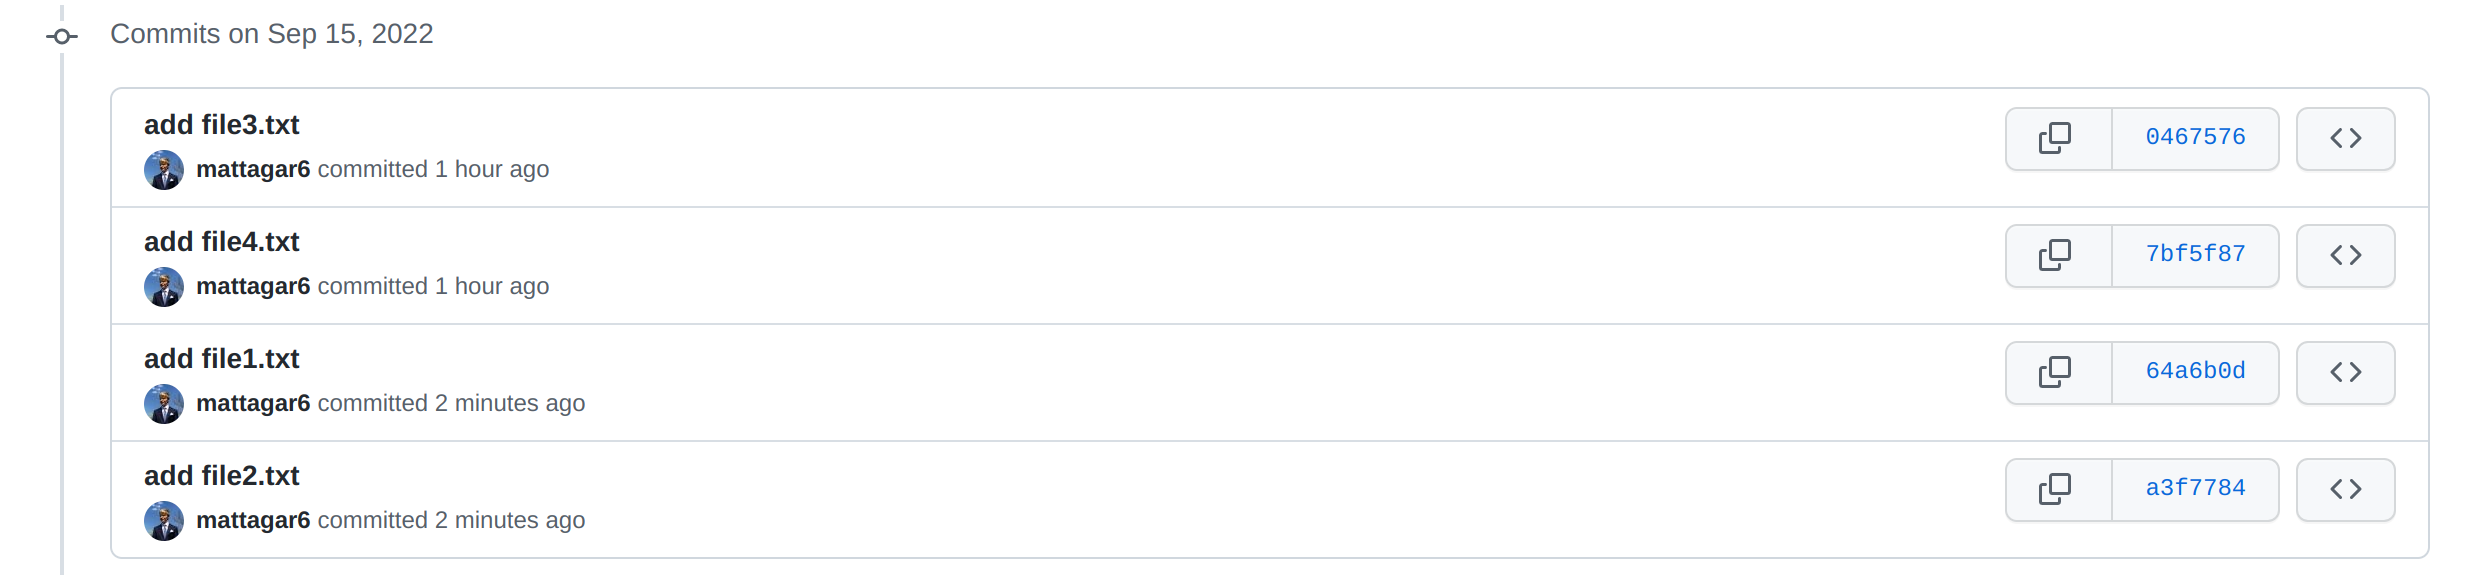 Commits on Sep 15, 2022
add file3.txt
mattagar6 committed 1 hour ago
0467576
add file4.txt
mattagar6 committed 1 hour ago
7bf5f87
add file1.txt
mattagar6 committed 2 minutes ago
64a6b0d
add file2.txt
mattagar6 committed 2 minutes ago
a3f7784